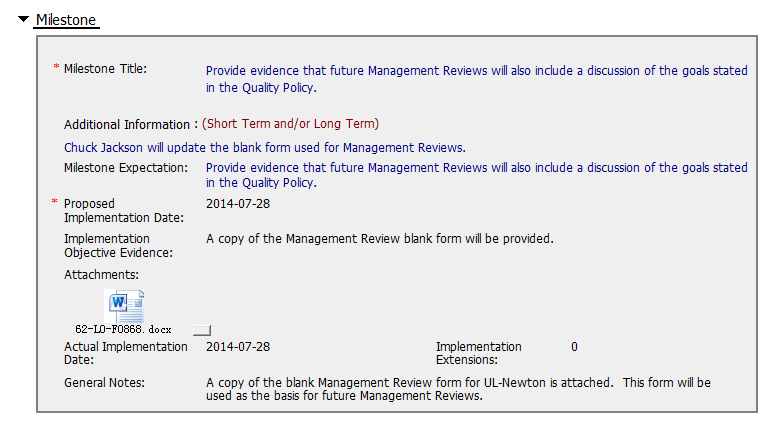 Milestone
* Milestone Title: Provide evidence that future Management Reviews will also include a discussion of the goals stated
in the Quality Policy.
Additional Information : (Short Term and/or Long Term)
Chuck Jackson will update the blank form used for Management Reviews.
Milestone Expectation: Provide evidence that future Management Reviews will also include a discussion of the goals stated
in the Quality Policy.
* Proposed 2014-07-28
Implementation Date:
Implementation A copy of the Management Review blank form will be provided.
Objective Evidence:
Attachments:
W
62-LO-F0868.docx
Actual Implementation 2014-07-28 Implementation 0
Date: Extensions:
General Notes: A copy of the blank Management Review form for UL-Newton is attached. This form will be
used as the basis for future Management Reviews.